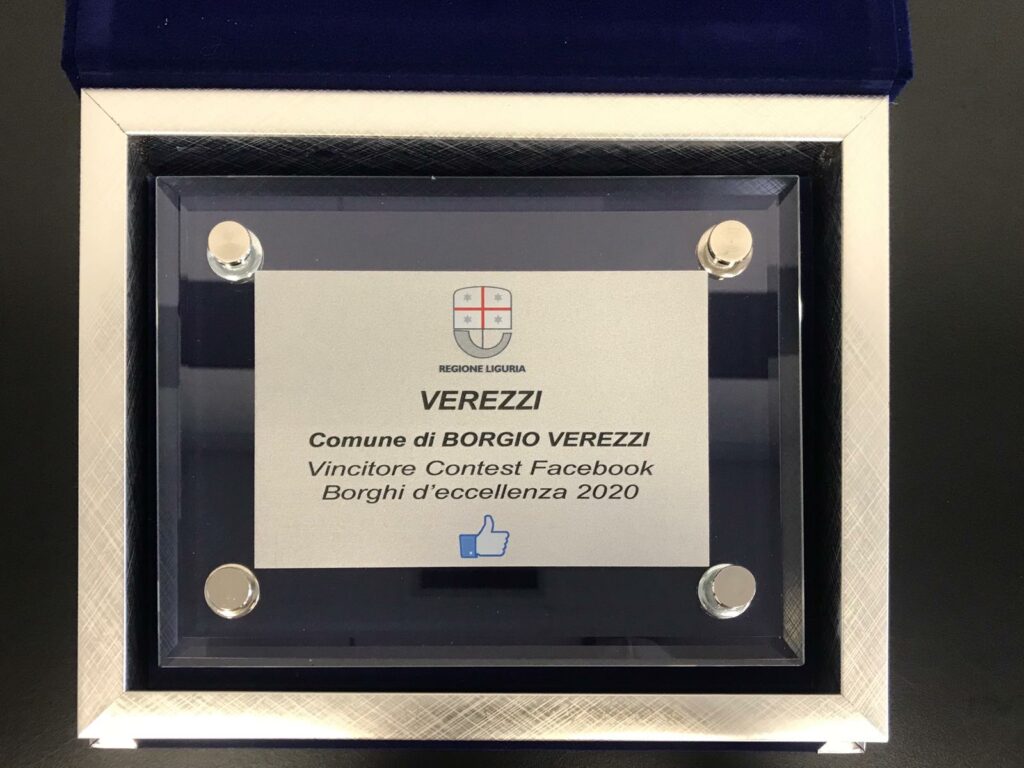 REGIONE LIGURIA
VEREZZI
Comune di BORGIO VEREZZI
Vincitore Contest Facebook
Borghi d'eccellenza 2020